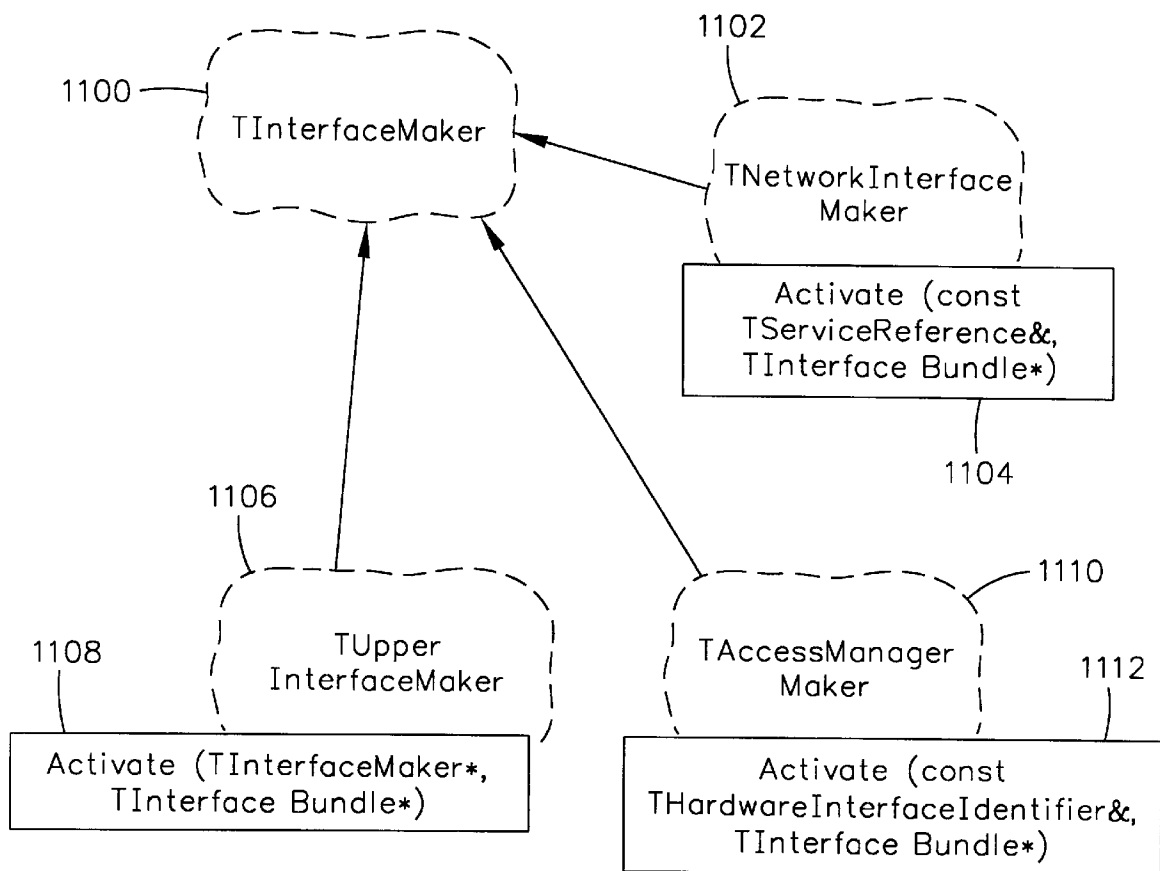 1102
1100
TInterfaceMaker
TNetworkInterface
Maker
Activate (const
TServiceReference&,
TInterface Bundle*)
1104
1106
1110
1108
TUpper
InterfaceMaker
TAccessManager
Maker
1112
Activate (TInterfaceMaker*,
TInterface Bundle*)
Activate (const
THardwareInterfaceIdentifier&,
TInterface Bundle*)